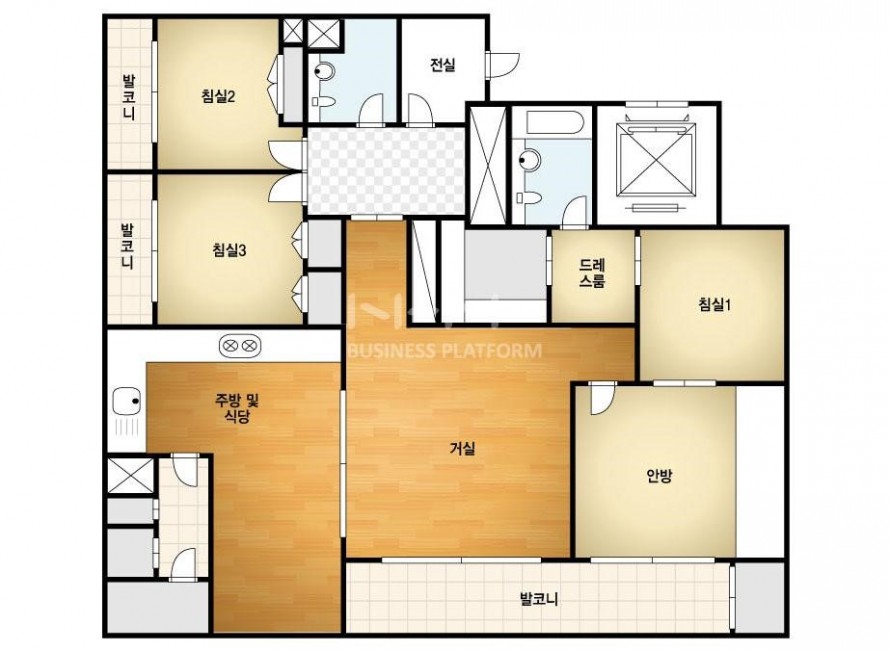 전실
침실2
발코니
발코니
침실3
드레
스룸
침실1
BUSINESS PLATFORM
주방 및
식당
거실
안방
발코니